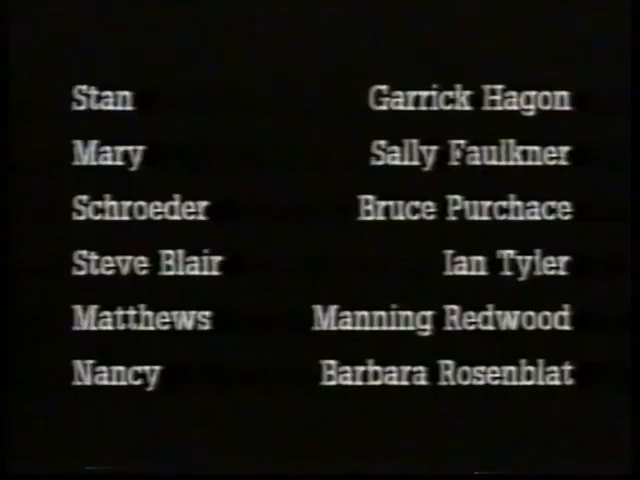 Stan Garrick Hagon
Mary Sally Faulkner
Schroeder Bruce Purchace
Steve Blair Ian Tyler
Matthews Manning Redwood
Nancy Barbara Rosenblat